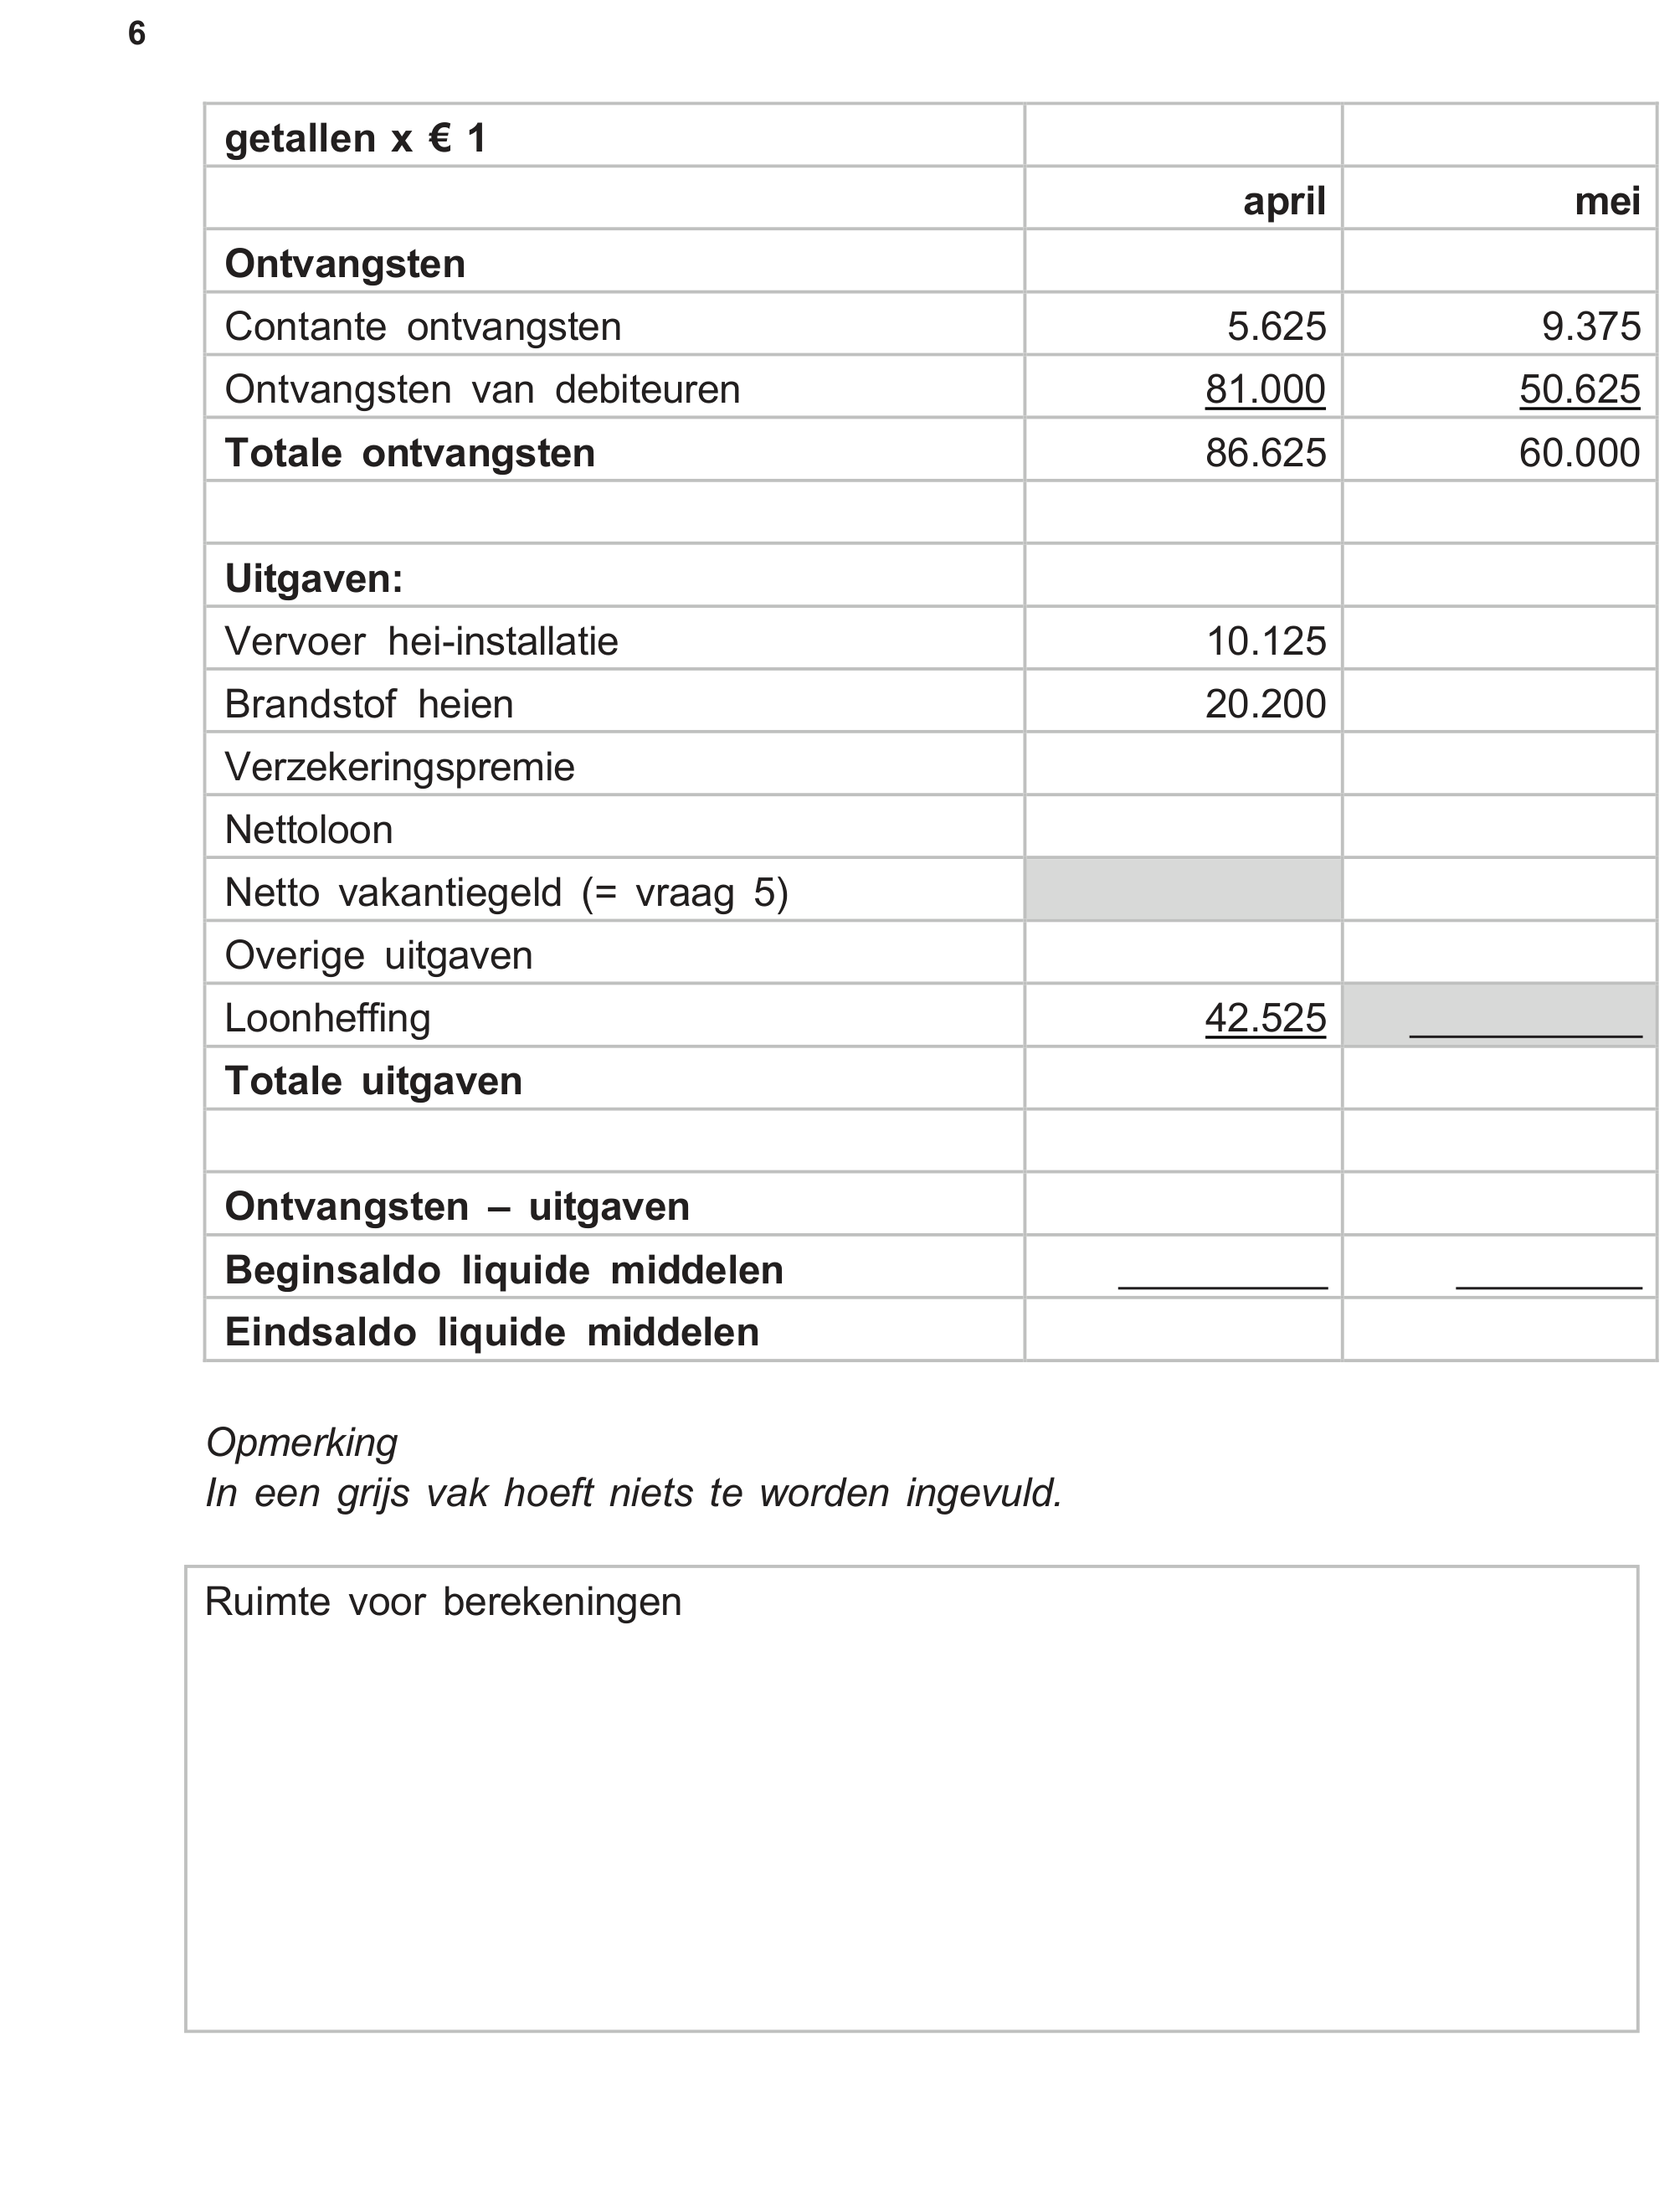 6
getallen x € 1
april mei
Ontvangsten
Contante ontvangsten 5.625 9.375
Ontvangsten van debiteuren 81.000 50.625
Totale ontvangsten 86.625 60.000
Uitgaven:
Vervoer hei-installatie 10.125
Brandstof heien 20.200
Verzekeringspremie
Nettoloon
Netto vakantiegeld (= vraag 5)
Overige uitgaven
Loonheffing 42.525
Totale uitgaven
Ontvangsten – uitgaven
Beginsaldo liquide middelen
Eindsaldo liquide middelen
Opmerking
In een grijs vak hoeft niets te worden ingevuld.
Ruimte voor berekeningen